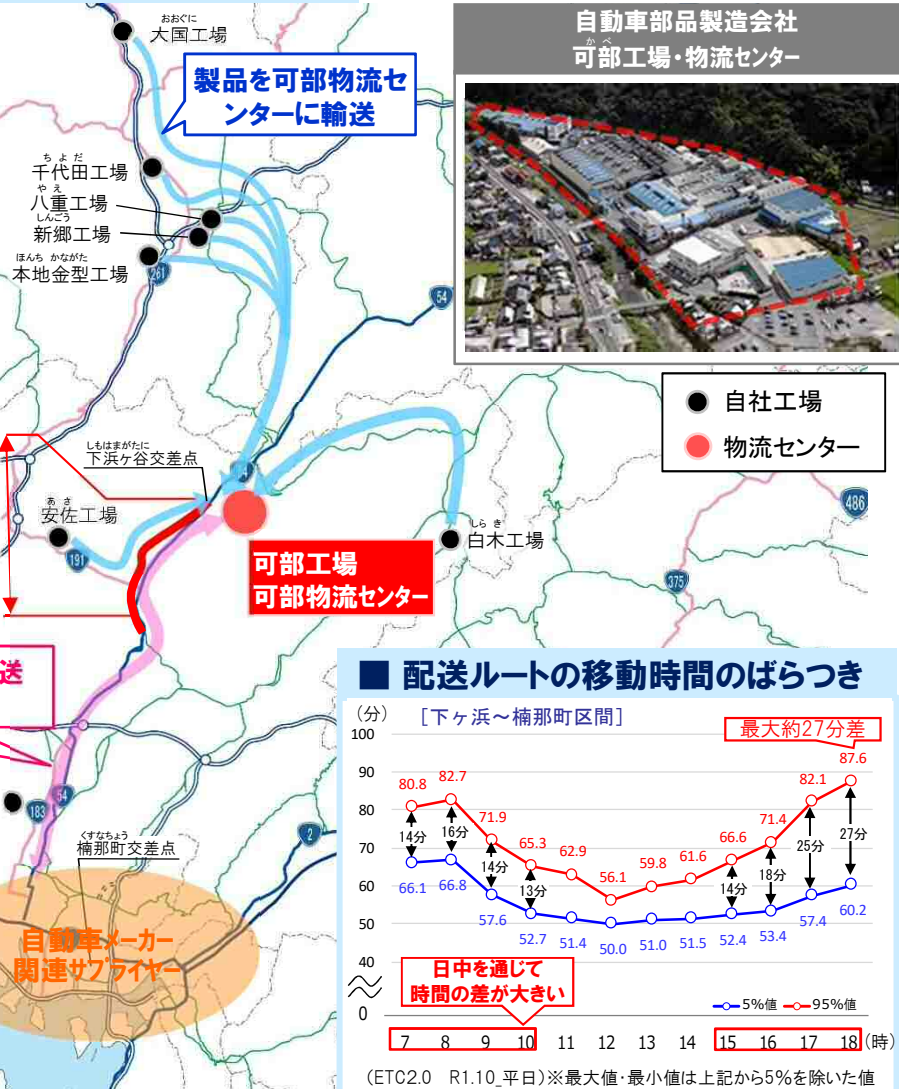 おおぐに
大国工場
製品を可部物流セ
ンターに輸送
自動車部品製造会社
かべ
可部工場・物流センター
ちよだ
千代田工場
やえ
八重工場
しんごう
新郷工場
ほんち かながた
本地金型工場
261
54
自社工場
物流センター
しもはまがたに
下浜ヶ谷交差点
あさ
安佐工場
191
しらき
白木工場
486
375
可部工場
可部物流センター
送
183
54
2
くすなちょう
楠那町交差点
自動車メーカー
関連サプライヤー
■ 配送ルートの移動時間のばらつき
(分) [下ヶ浜～楠那町区間]
最大約27分差
100
90
80
70
60
50
40
0
80.8 82.7 71.9 65.3 62.9 56.1 59.8 61.6 66.6 71.4 82.1 87.6
14分 16分 14分 13分 14分 18分 25分 27分
66.1 66.8 57.6 52.7 51.4 50.0 51.0 51.5 52.4 53.4 57.4 60.2
日中を通じて
時間の差が大きい
5%値 95%値
7 8 9 10 11 12 13 14 15 16 17 18 (時)
(ETC2.0 R1.10_平日)※最大値・最小値は上記から5%を除いた値